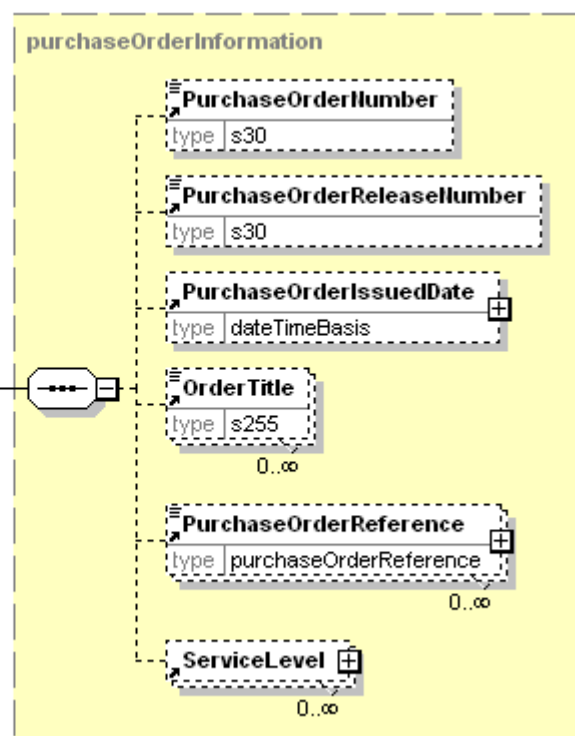 purchaseOrderInformation
PurchaseOrderNumber
type s30
PurchaseOrderReleaseNumber
type s30
PurchaseOrderIssuedDate
type dateTimeBasis
OrderTitle
type s255
0..∞
PurchaseOrderReference
type purchaseOrderReference
0..∞
ServiceLevel
0..∞